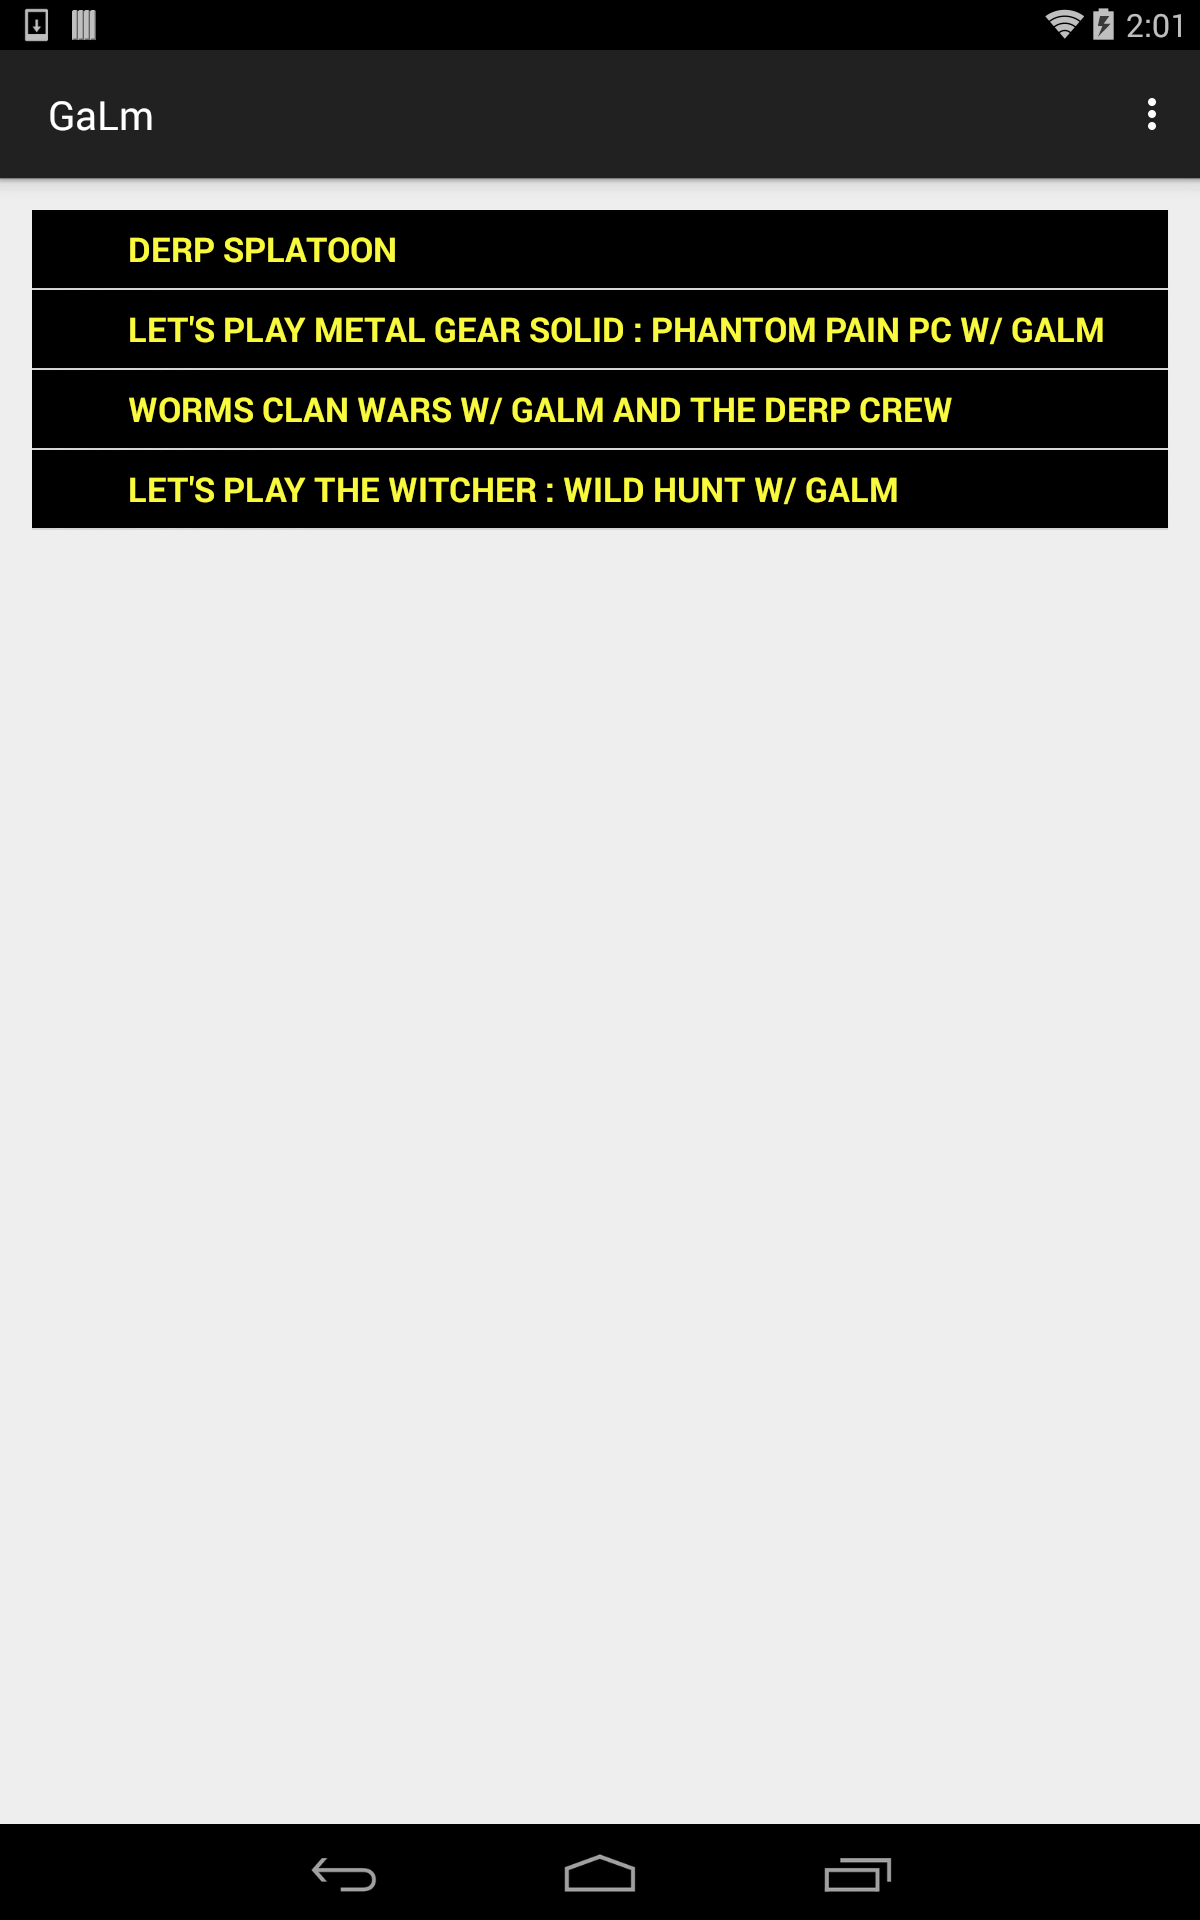 2:01
GaLm
DERP SPLATOON
LET'S PLAY METAL GEAR SOLID : PHANTOM PAIN PC W/ GALM
WORMS CLAN WARS W/ GALM AND THE DERP CREW
LET'S PLAY THE WITCHER : WILD HUNT W/ GALM